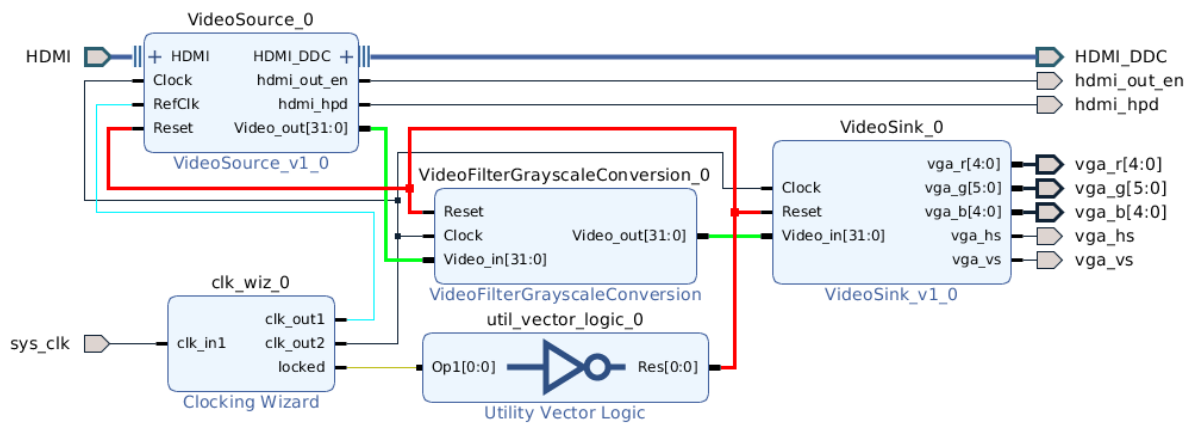 VideoSource_0
HDMI
HDMI
HDMI_DDC
HDMI_DDC
Clock
hdmi_out_en
hdmi_out_en
RefClk
hdmi_hpd
hdmi_hpd
Reset
Video_out[31:0]
VideoSource_v1_0
VideoSink_0
VideoFilterGrayscaleConversion_0
vga_r[4:0]
vga_r[4:0]
Clock
vga_g[5:0]
vga_g[5:0]
Reset
vga_b[4:0]
vga_b[4:0]
Video_in[31:0]
vga_hs
vga_hs
vga_vs
vga_vs
VideoSink_v1_0
Reset
Clock
Video_out[31:0]
Video_in[31:0]
VideoFilterGrayscaleConversion
clk_wiz_0
clk_out1
sys_clk
clk_in1
clk_out2
locked
Clocking Wizard
util_vector_logic_0
Op1[0:0]
Res[0:0]
Utility Vector Logic